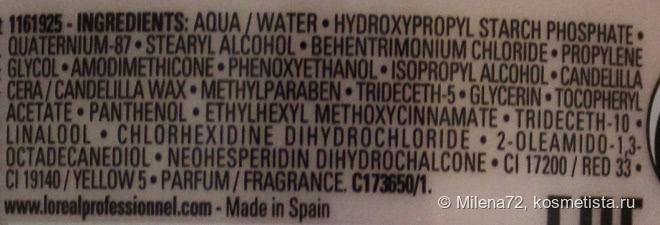 1161925 - INGREDIENTS: AQUA / WATER • HYDROXYPROPYL STARCH PHOSPHATE •
QUATERNIUM-87 • STEARYL ALCOHOL • BEHENTRIMONIUM CHLORIDE • PROPYLENE
GLYCOL • AMODIMETHICONE • PHENOXYETHANOL • ISOPROPYL ALCOHOL • CANDELILLA
CERA / CANDELILLA WAX • METHYLPARABEN • TRIDECETH-5 • GLYCERIN • TOCOPHERYL
ACETATE • PANTHENOL • ETHYLHEXYL METHOXYCINNAMATE • TRIDECETH-10 •
LINALOOL • CHLORHEXIDINE DIHYDROCHLORIDE • 2-OLEAMIDO-1,3-
OCTADECANEDIOL • NEOHESPERIDIN DIHYDROCHALCONE • CI 17200 / RED 33 •
CI 19140 / YELLOW 5 • PARFUM / FRAGRANCE. C173650/1.
www.lorealprofessionnel.com - Made in Spain
© Milena72, kosmetista.ru